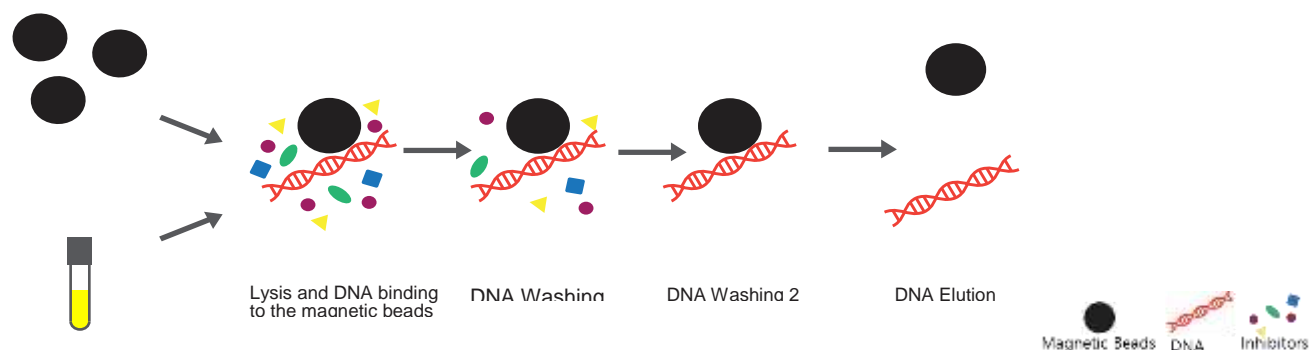 Lysis and DNA binding
to the magnetic beads
DNA Washing
DNA Washing 2
DNA Elution
Magnetic Beads
DNA
Inhibitors